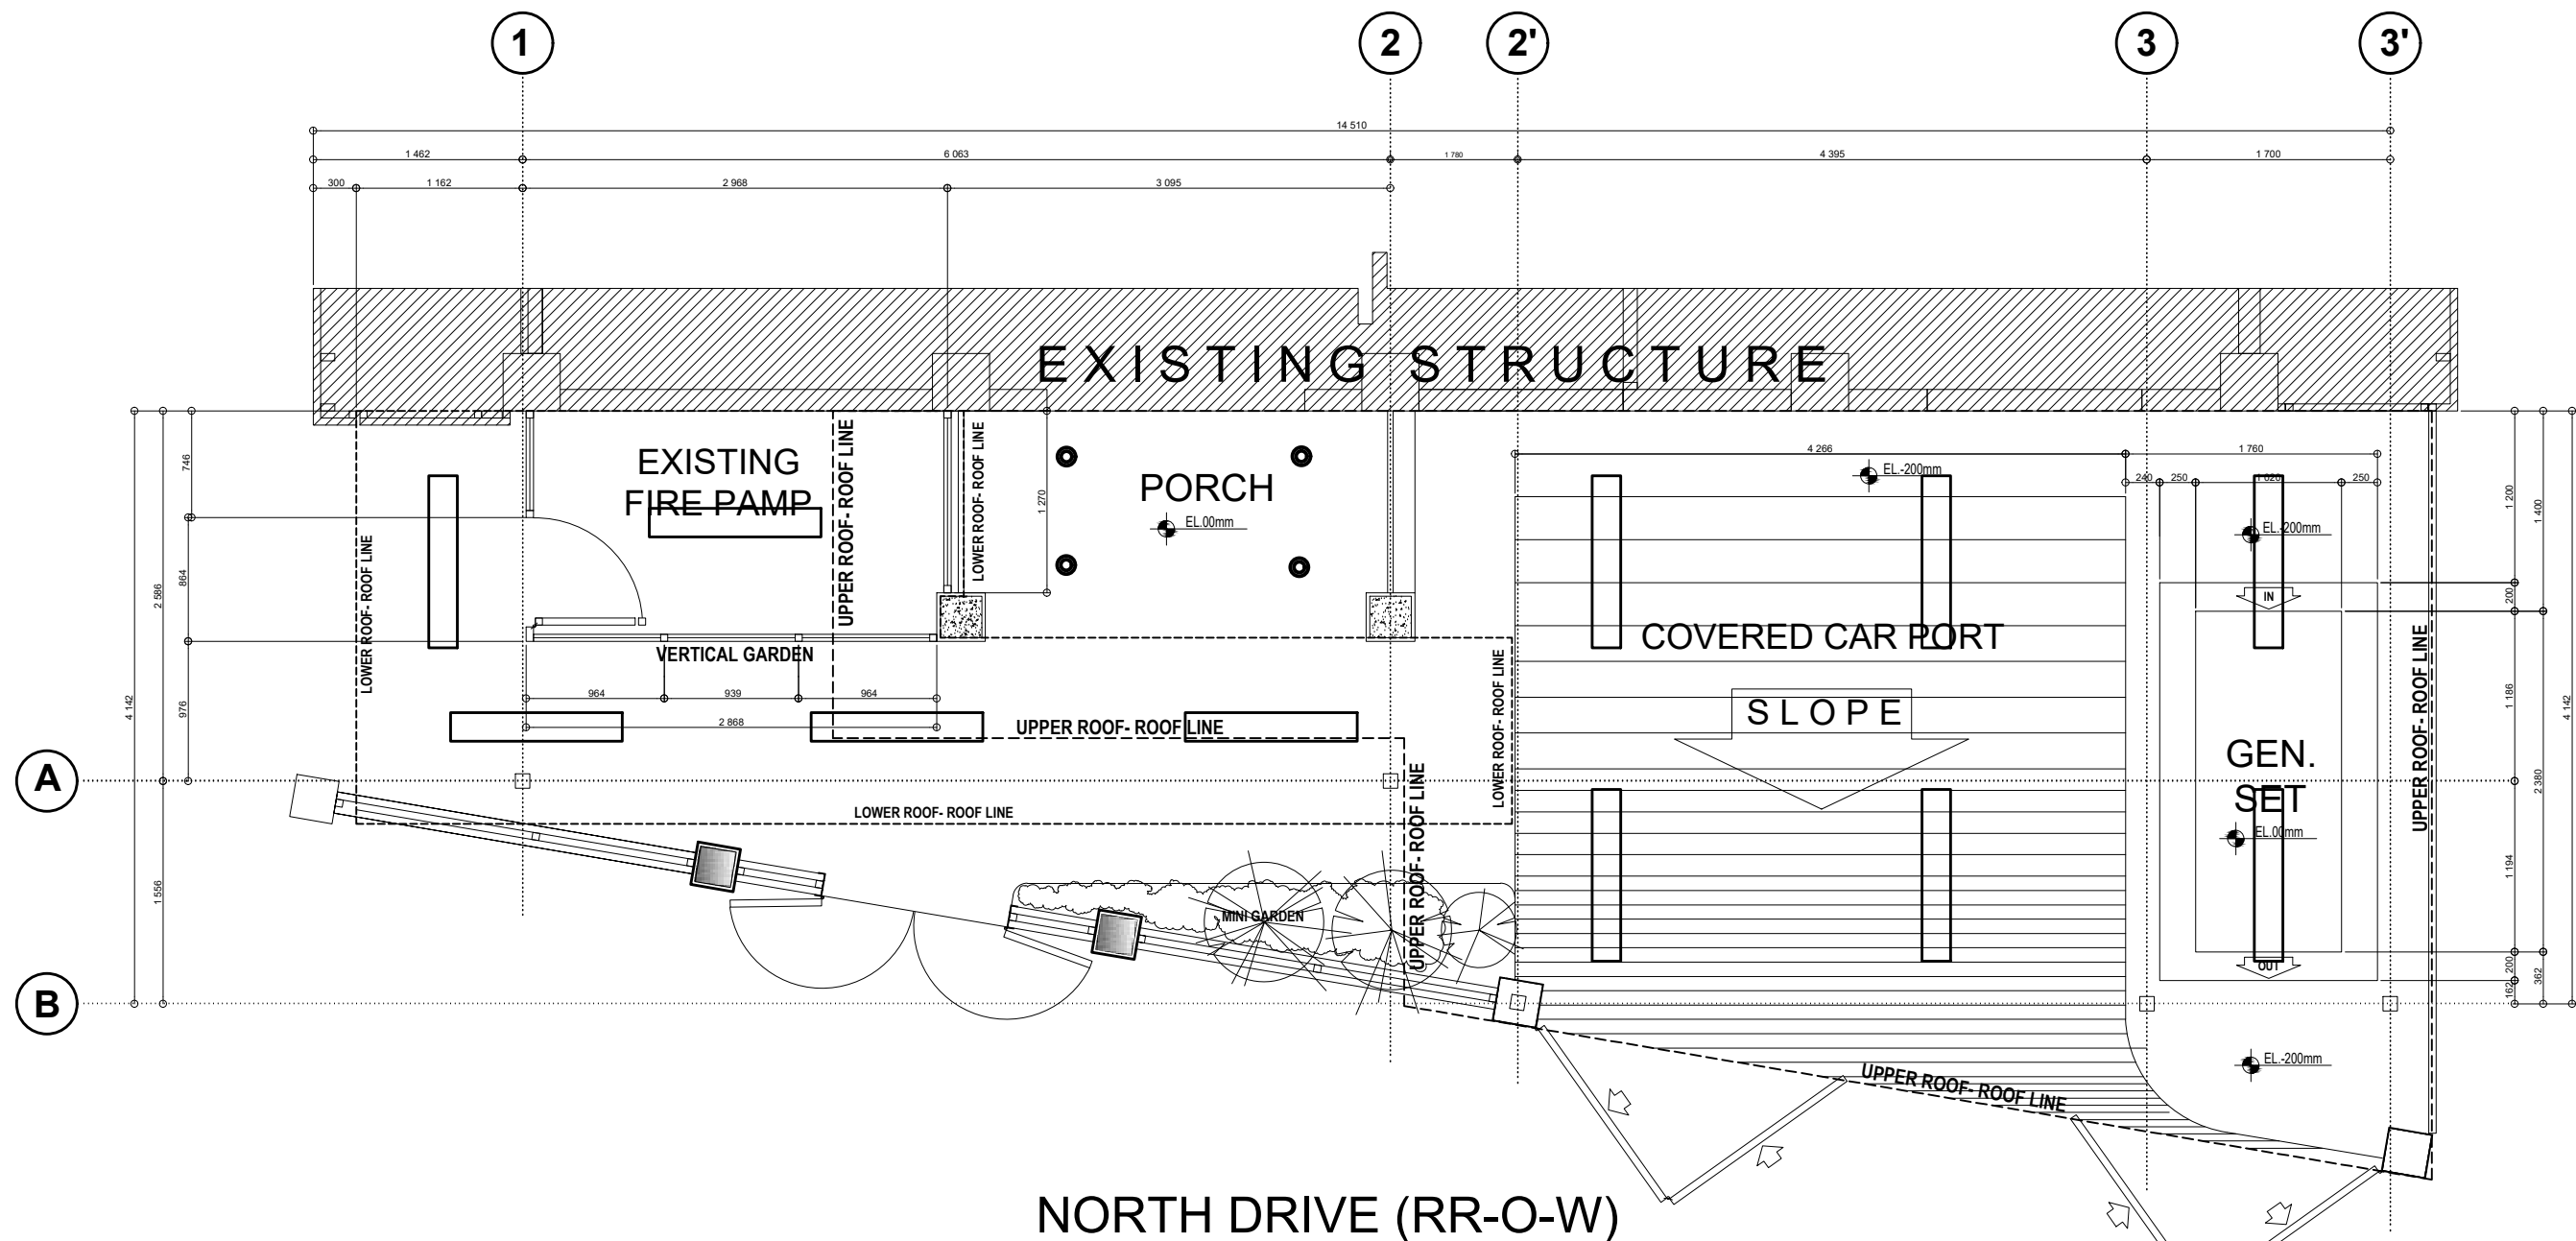 1 2 2' 3 3'
14 510
1 462 6 063 1 780 4 395 1 700
300 1 162 2 968 3 095
EXISTING STRUCTURE
EXISTING
FIRE PAMP
UPPER ROOF- ROOF LINE
LOWER ROOF- ROOF LINE
1 270
PORCH
EL.00mm
4 266
EL.-200mm
1 760
240 250 1 020 250
EL.-200mm
IN
1 200
1 400
200
746
864
2 586
976
4 142
1 556
LOWER ROOF- ROOF LINE
VERTICAL GARDEN
964 939 964
2 868
UPPER ROOF- ROOF LINE
LOWER ROOF- ROOF LINE
COVERED CAR PORT
SLOPE
GEN.
SET
EL.00mm
OUT
UPPER ROOF- ROOF LINE
1 186
4 142
2 380
1 194
200
362
162
A
LOWER ROOF- ROOF LINE
UPPER ROOF- ROOF LINE
MINI GARDEN
B
EL.-200mm
UPPER ROOF- ROOF LINE
NORTH DRIVE (RR-O-W)